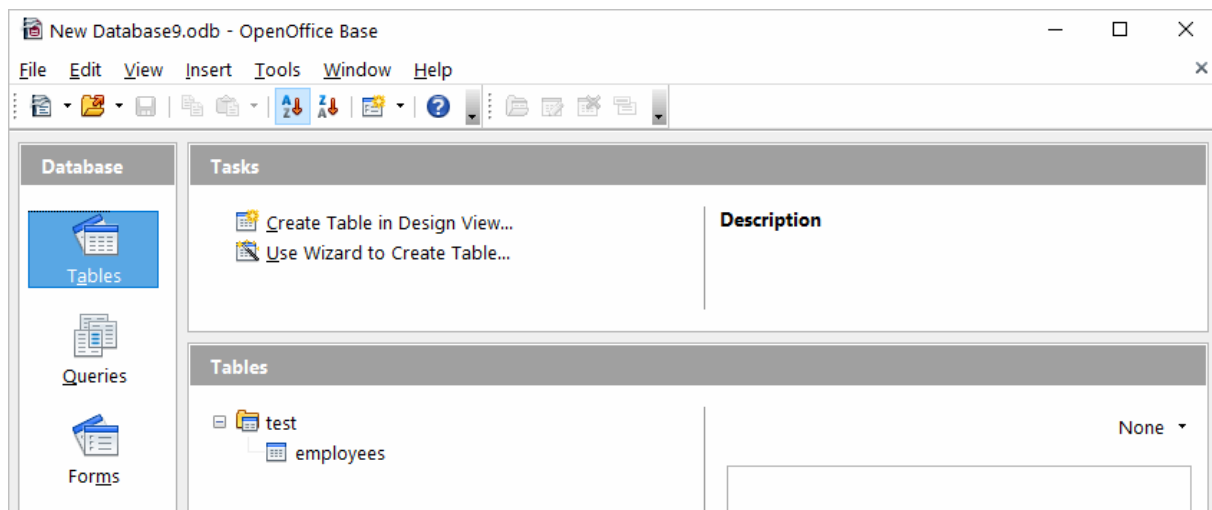 New Database9.odb - OpenOffice Base
File Edit View Insert Tools Window Help
Database
Tasks
Create Table in Design View...
Use Wizard to Create Table...
Description
Tables
Queries
Forms
Tables
test
employees
None